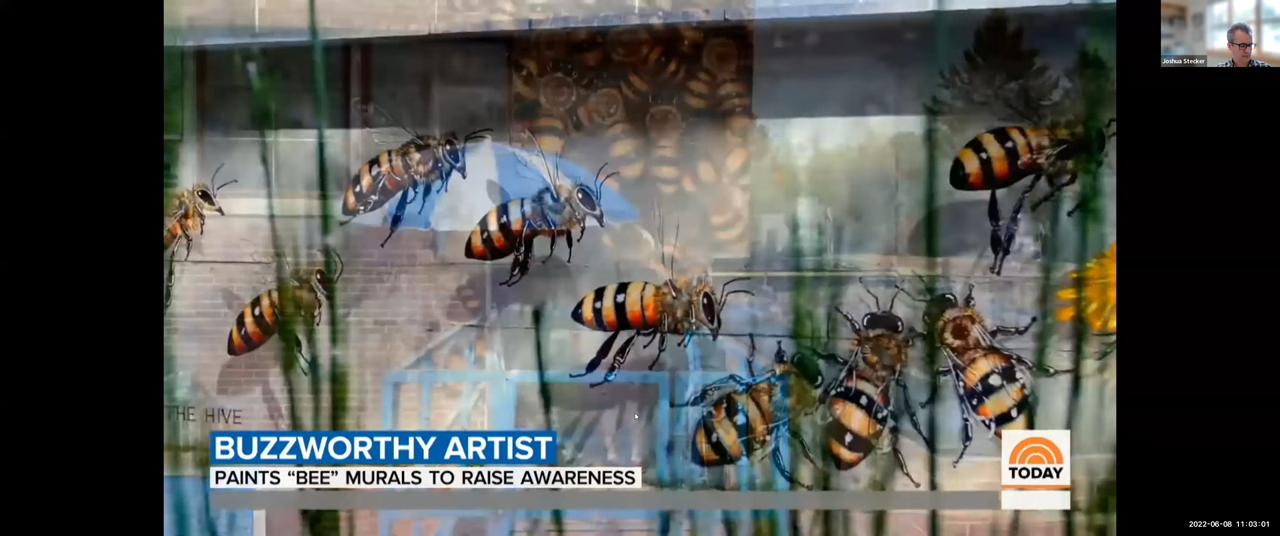 Joshua Stecker
THE HIVE
BUZZWORTHY ARTIST
PAINTS “BEE” MURALS TO RAISE AWARENESS
TODAY
2022-06-08 11:03:01